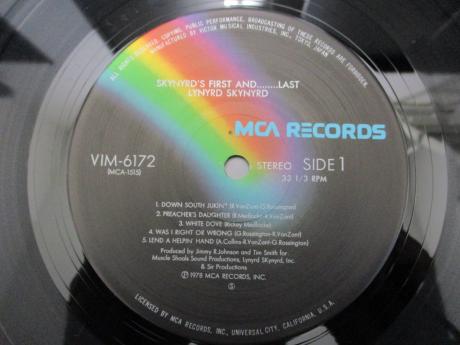 ALL RIGHTS RESERVED. COPYING, PUBLIC PERFORMANCE, BROADCASTING OF THESE RECORDS ARE FORBIDDEN.
MANUFACTURED BY VICTOR MUSICAL INDUSTRIES, INC., TOKYO, JAPAN
SKYNYRD'S FIRST AND........LAST
LYNYRD SKYNYRD
MCA RECORDS
VIM-6172
(MCA-1515)
STEREO SIDE 1
33 1/3 RPM
1. DOWN SOUTH JUKIN' (R.VanZant-G.Rossington)
2. PREACHER'S DAUGHTER (R.Medlocke-R.VanZant)
3. WHITE DOVE (Rickey Medlocke)
4. WAS I RIGHT OR WRONG (G.Rossington-R.VanZant)
5. LEND A HELPIN' HAND (A.Collins-R.VanZant-G.Rossington)
Produced by Jimmy R.Johnson and Tim Smith for
Muscle Shoals Sound Productions, Lynyrd Skynyrd, Inc
& Sir Productions
Ⓟ 1978 MCA RECORDS, INC.
Ⓢ
LICENSED BY MCA RECORDS, INC., UNIVERSAL CITY, CALIFORNIA, U.S.A.